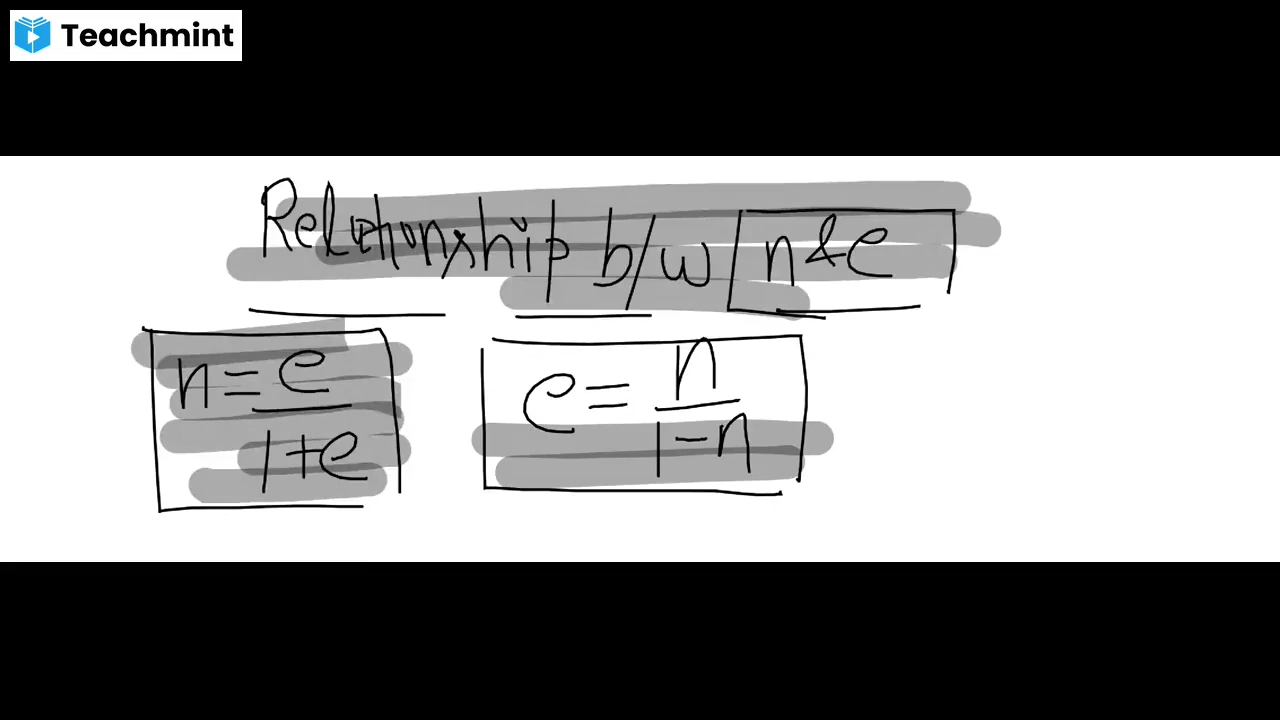 Teachmint
Relationship b/w n & e
n = e / 1+e
e = n / 1-n